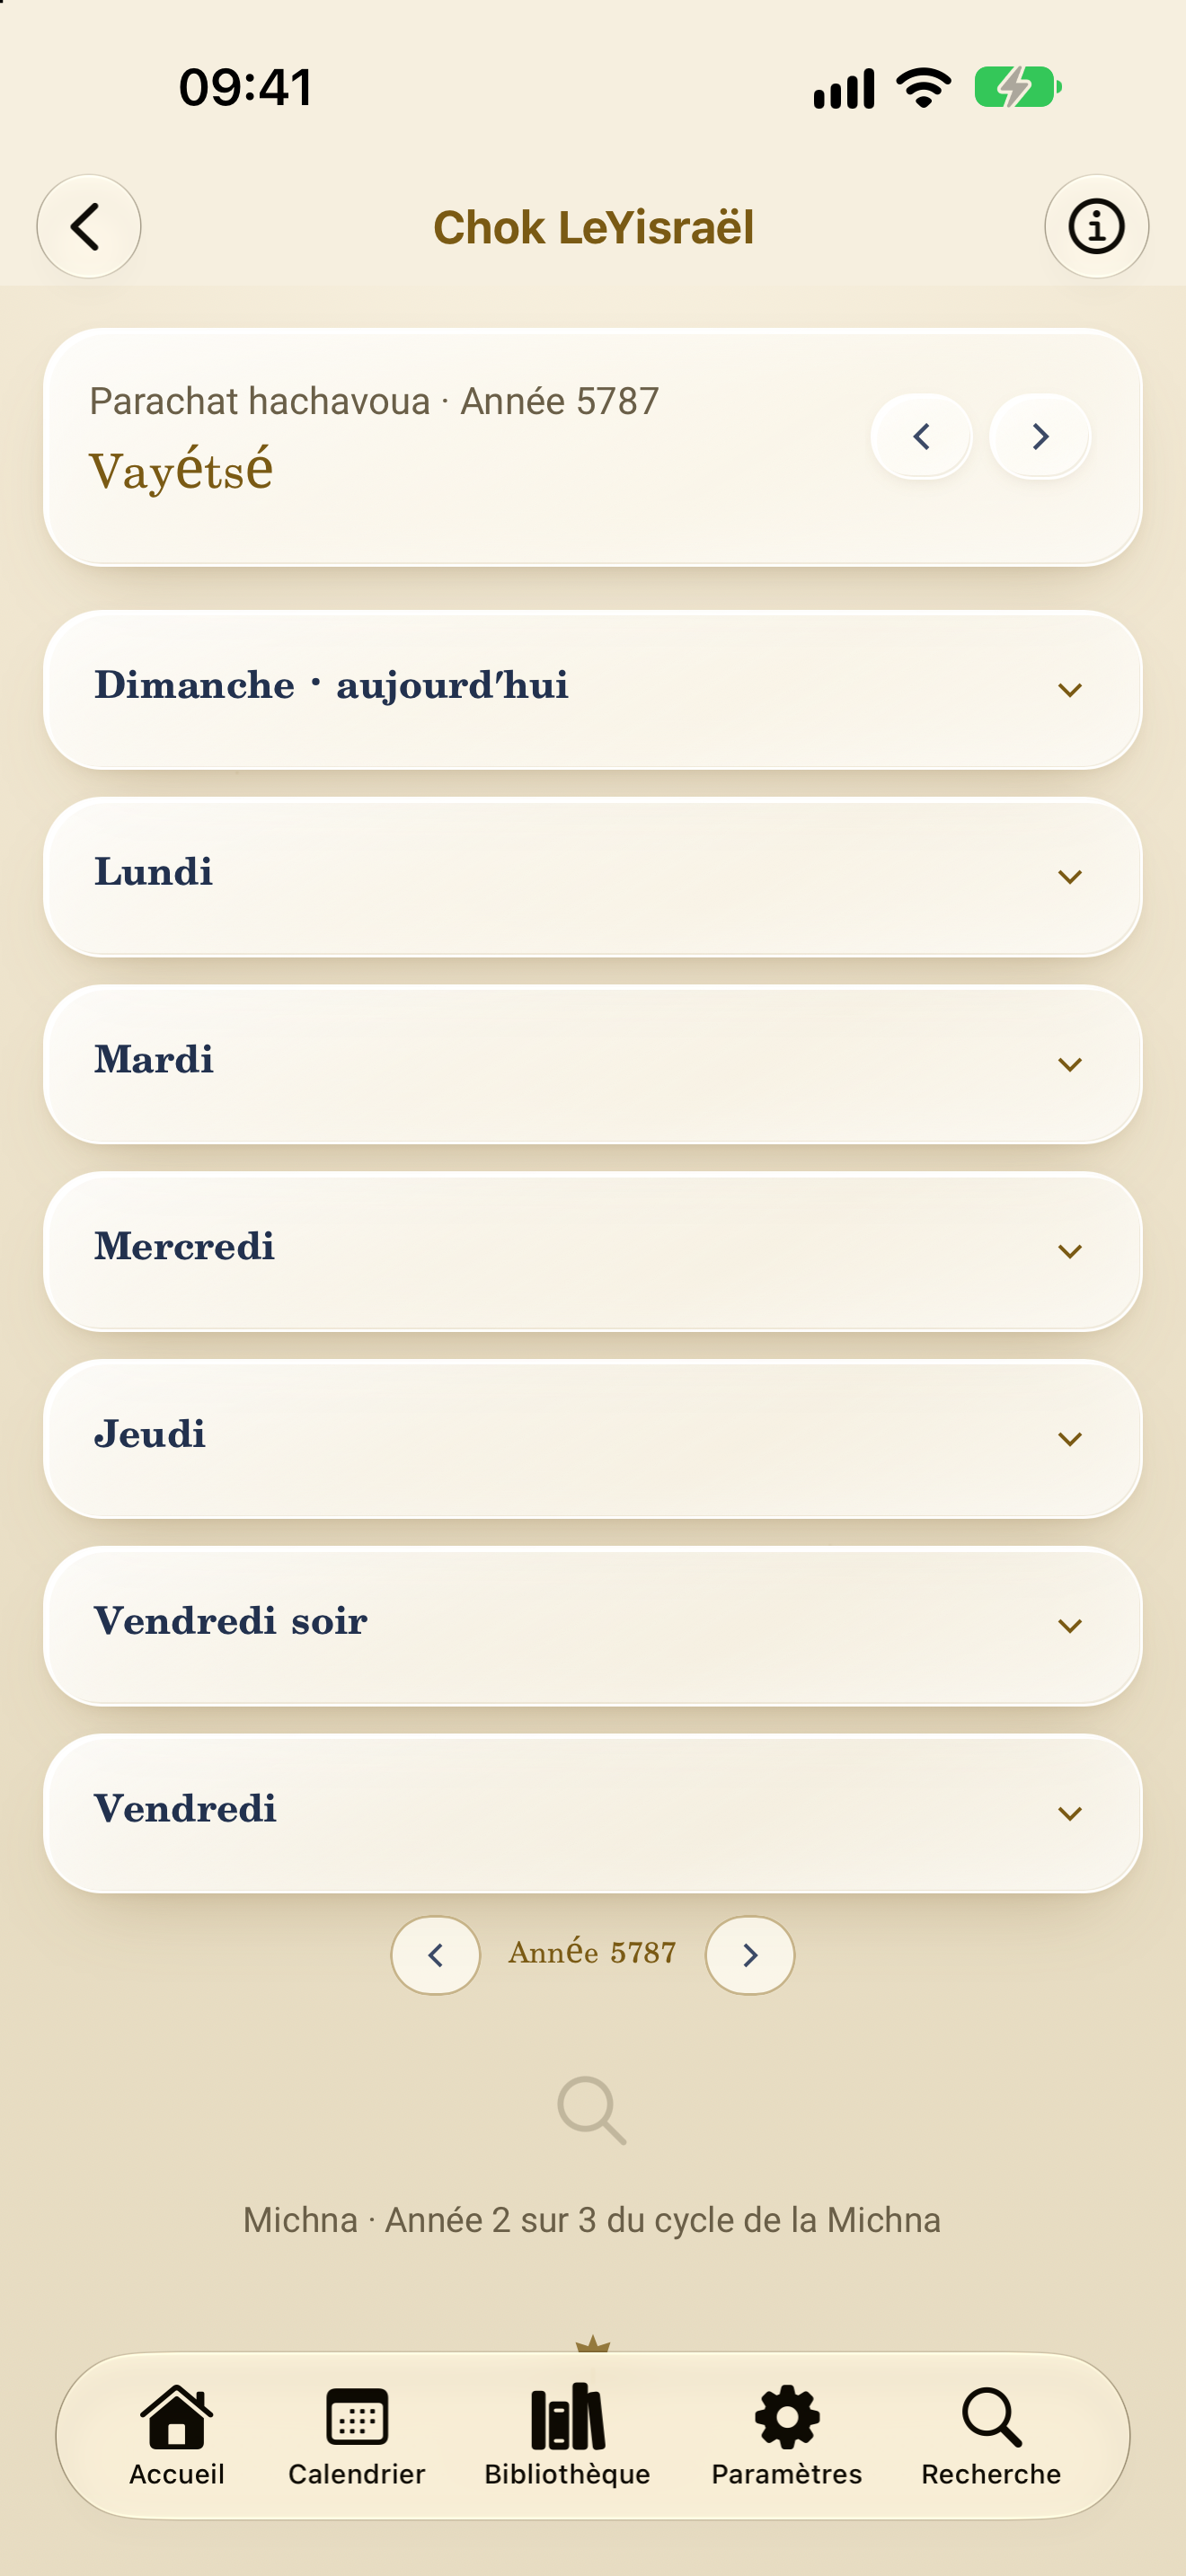 09:41
Chok LeYisraël
Parachat hachavoua · Année 5787
Vayétsé
Dimanche · aujourd'hui
Lundi
Mardi
Mercredi
Jeudi
Vendredi soir
Vendredi
Année 5787
Michna · Année 2 sur 3 du cycle de la Michna
Accueil Calendrier Bibliothèque Paramètres Recherche